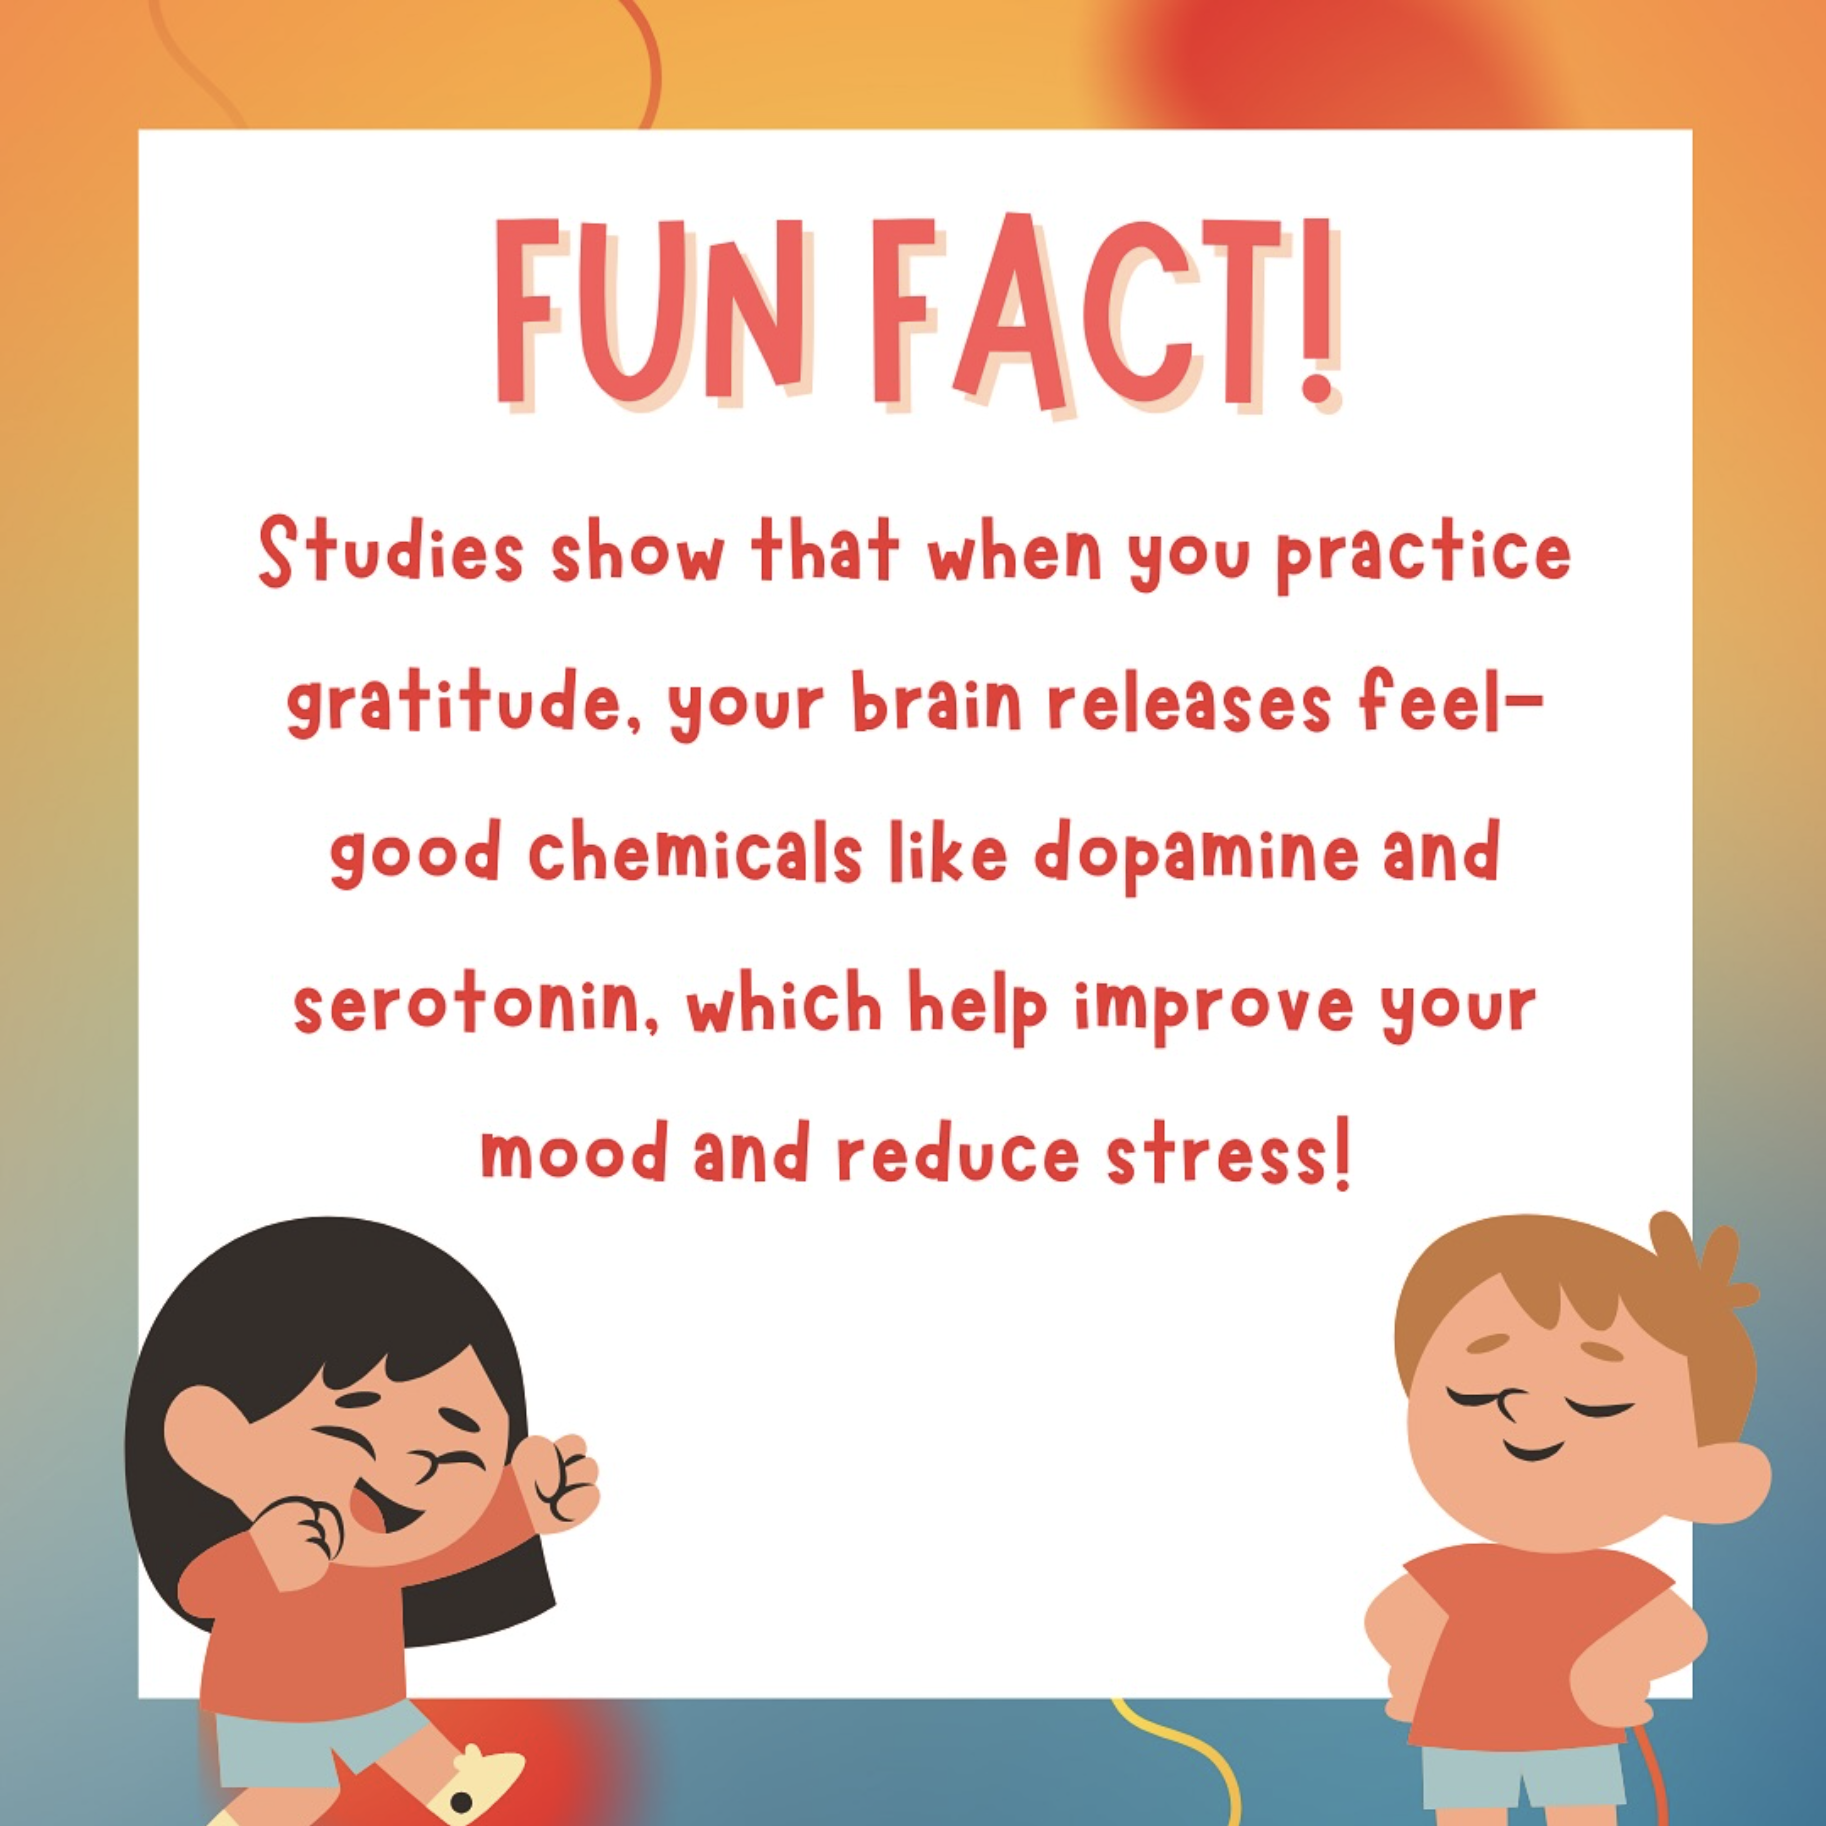 FUN FACT!
Studies show that when you practice
gratitude, your brain releases feel-
good chemicals like dopamine and
serotonin, which help improve your
mood and reduce stress!